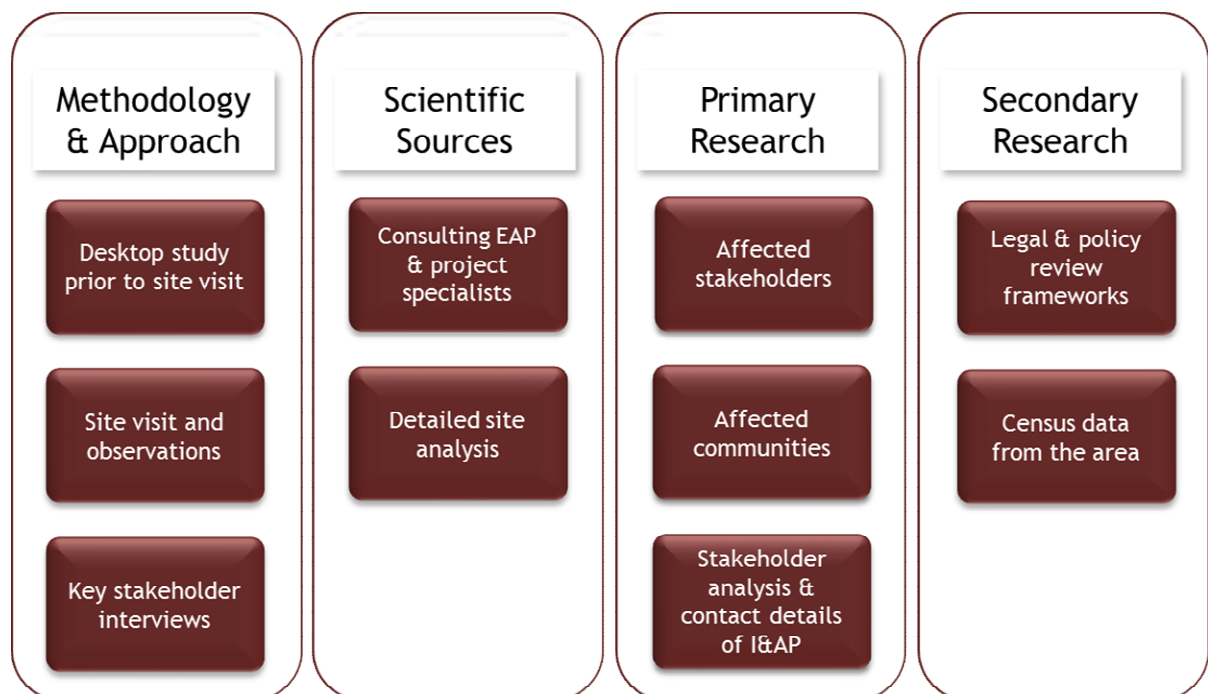 Methodology
& Approach
Desktop study
prior to site visit
Site visit and
observations
Key stakeholder
interviews
Scientific
Sources
Consulting EAP
& project
specialists
Detailed site
analysis
Primary
Research
Affected
stakeholders
Affected
communities
Stakeholder
analysis &
contact details
of I&AP
Secondary
Research
Legal & policy
review
frameworks
Census data
from the area